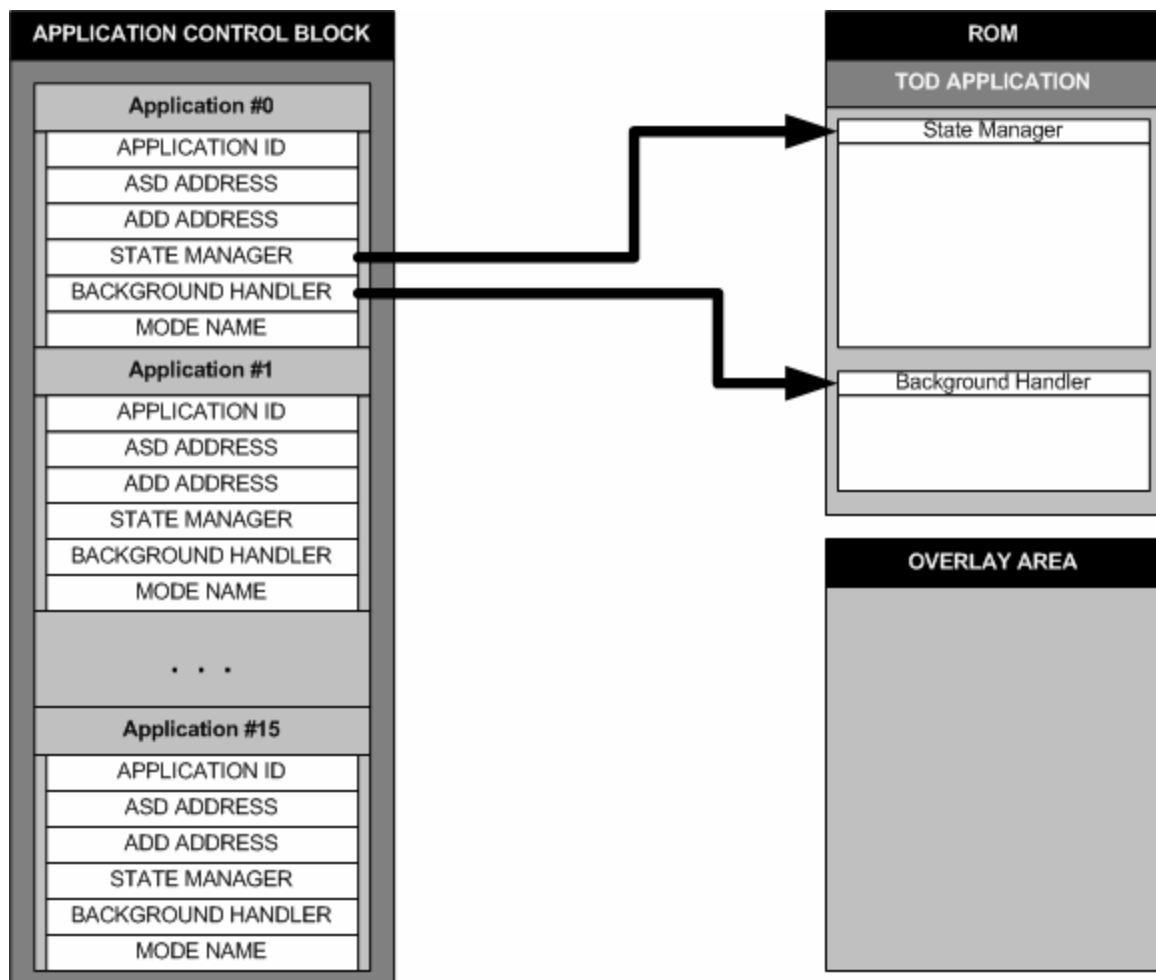 APPLICATION CONTROL BLOCK
Application #0
APPLICATION ID
ASD ADDRESS
ADD ADDRESS
STATE MANAGER
BACKGROUND HANDLER
MODE NAME
Application #1
APPLICATION ID
ASD ADDRESS
ADD ADDRESS
STATE MANAGER
BACKGROUND HANDLER
MODE NAME
. . .
Application #15
APPLICATION ID
ASD ADDRESS
ADD ADDRESS
STATE MANAGER
BACKGROUND HANDLER
MODE NAME
ROM
TOD APPLICATION
State Manager
Background Handler
OVERLAY AREA